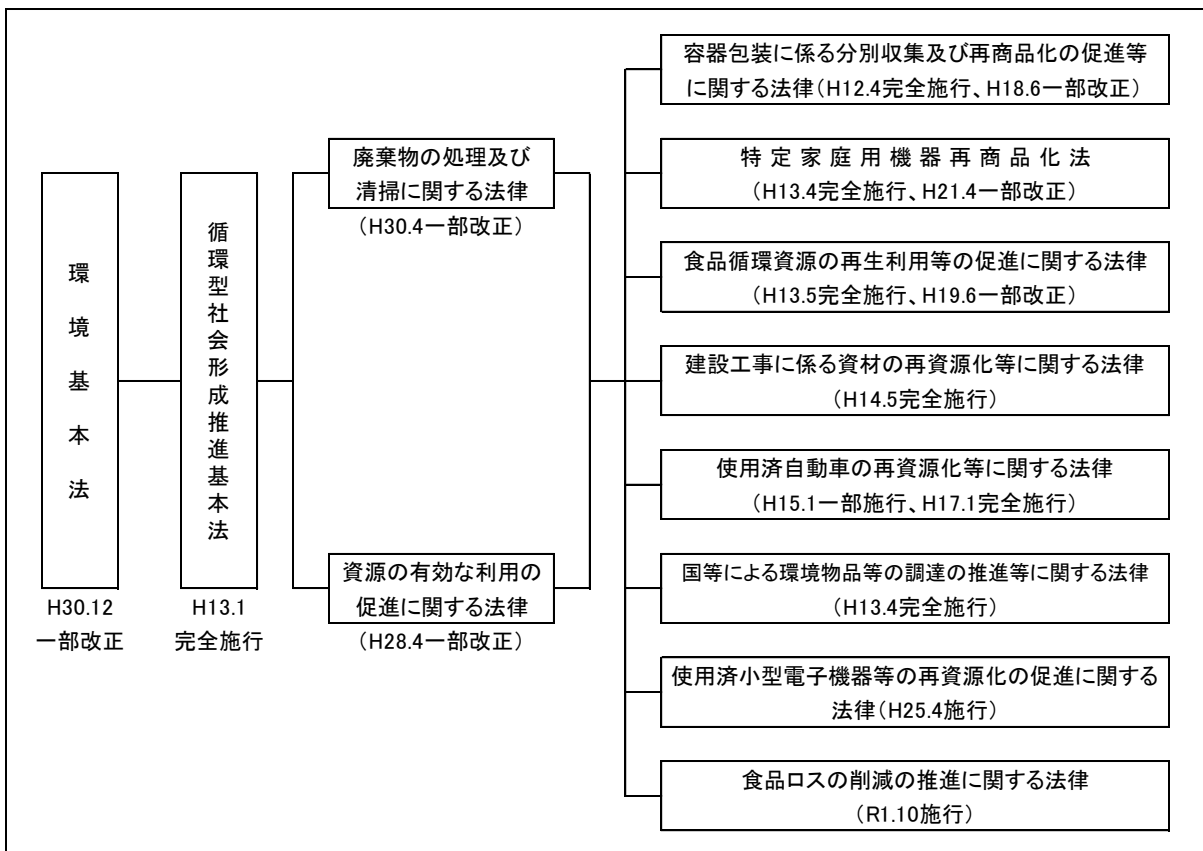 環境基本法
H30.12
一部改正
循環型社会形成推進基本法
H13.1
完全施行
廃棄物の処理及び
清掃に関する法律
（H30.4一部改正）
資源の有効な利用の
促進に関する法律
（H28.4一部改正）
容器包装に係る分別収集及び再商品化の促進等
に関する法律（H12.4完全施行、H18.6一部改正）
特定家庭用機器再商品化法
（H13.4完全施行、H21.4一部改正）
食品循環資源の再生利用等の促進に関する法律
（H13.5完全施行、H19.6一部改正）
建設工事に係る資材の再資源化等に関する法律
（H14.5完全施行）
使用済自動車の再資源化等に関する法律
（H15.1一部施行、H17.1完全施行）
国等による環境物品等の調達の推進等に関する法律
（H13.4完全施行）
使用済小型電子機器等の再資源化の促進に関する
法律（H25.4施行）
食品ロスの削減の推進に関する法律
（R1.10施行）